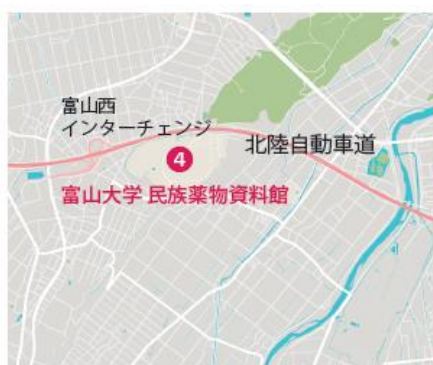 富山西
インターチェンジ
北陸自動車道
4
富山大学 民族薬物資料館